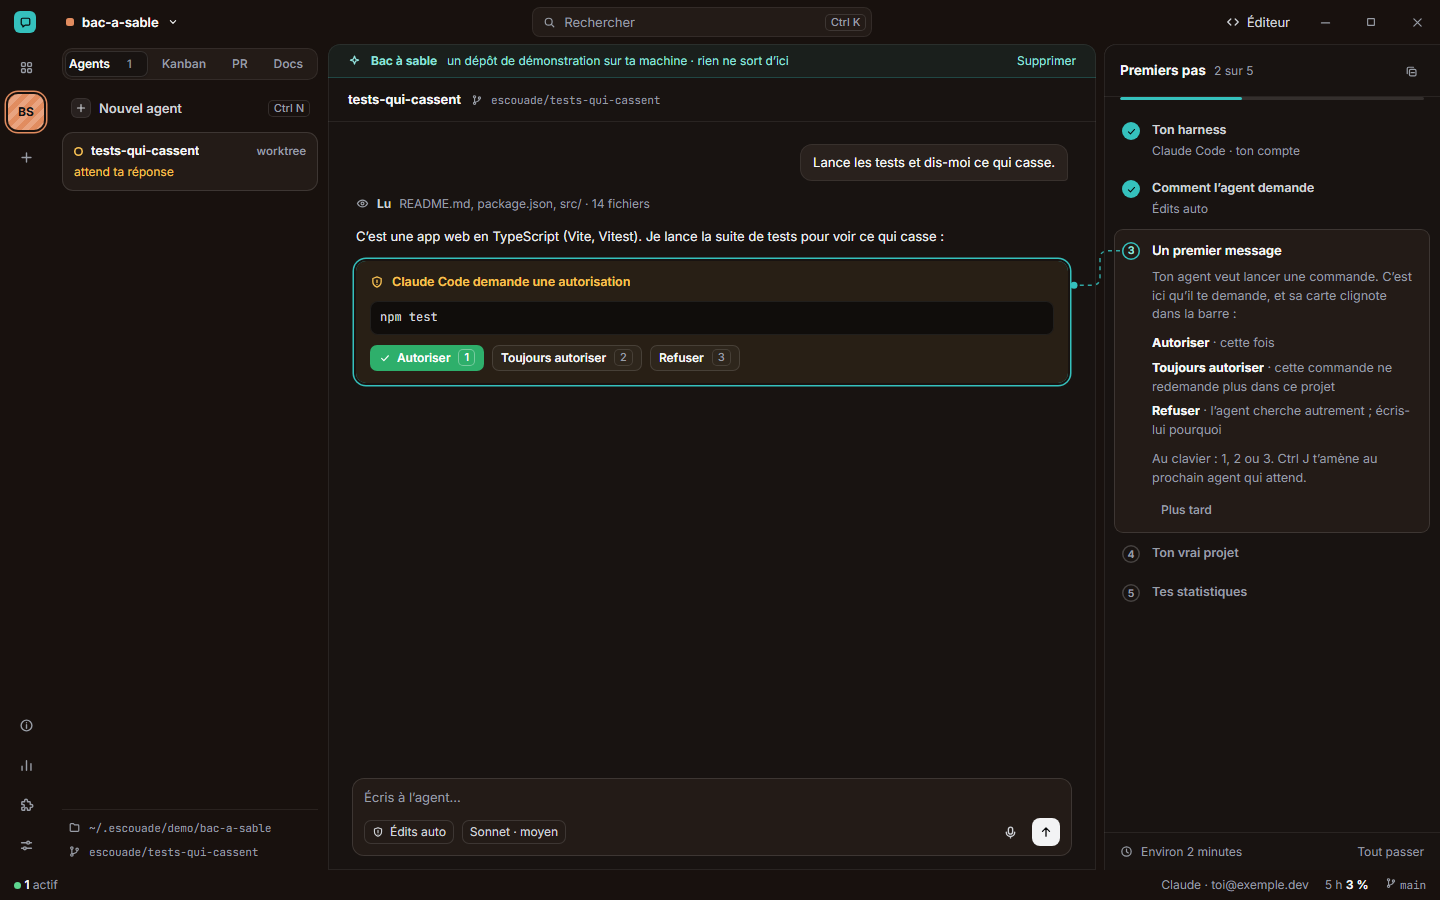 bac-a-sable
Rechercher
Ctrl K
Éditeur
BS
Agents 1
Kanban
PR
Docs
Nouvel agent
Ctrl N
tests-qui-cassent
worktree
attend ta réponse
~/.escouade/demo/bac-a-sable
escouade/tests-qui-cassent
Bac à sable un dépôt de démonstration sur ta machine · rien ne sort d’ici
Supprimer
tests-qui-cassent
escouade/tests-qui-cassent
Lance les tests et dis-moi ce qui casse.
Lu README.md, package.json, src/ · 14 fichiers
C’est une app web en TypeScript (Vite, Vitest). Je lance la suite de tests pour voir ce qui casse :
Claude Code demande une autorisation
npm test
Autoriser 1
Toujours autoriser 2
Refuser 3
Écris à l’agent...
Édits auto
Sonnet · moyen
Premiers pas 2 sur 5
Ton harness
Claude Code · ton compte
Comment l’agent demande
Édits auto
3 Un premier message
Ton agent veut lancer une commande. C’est
ici qu’il te demande, et sa carte clignote
dans la barre :
Autoriser · cette fois
Toujours autoriser · cette commande ne
redemande plus dans ce projet
Refuser · l’agent cherche autrement ; écris-
lui pourquoi
Au clavier : 1, 2 ou 3. Ctrl J t’amène au
prochain agent qui attend.
Plus tard
4 Ton vrai projet
5 Tes statistiques
Environ 2 minutes
Tout passer
1 actif
Claude · toi@exemple.dev
5 h 3 %
main